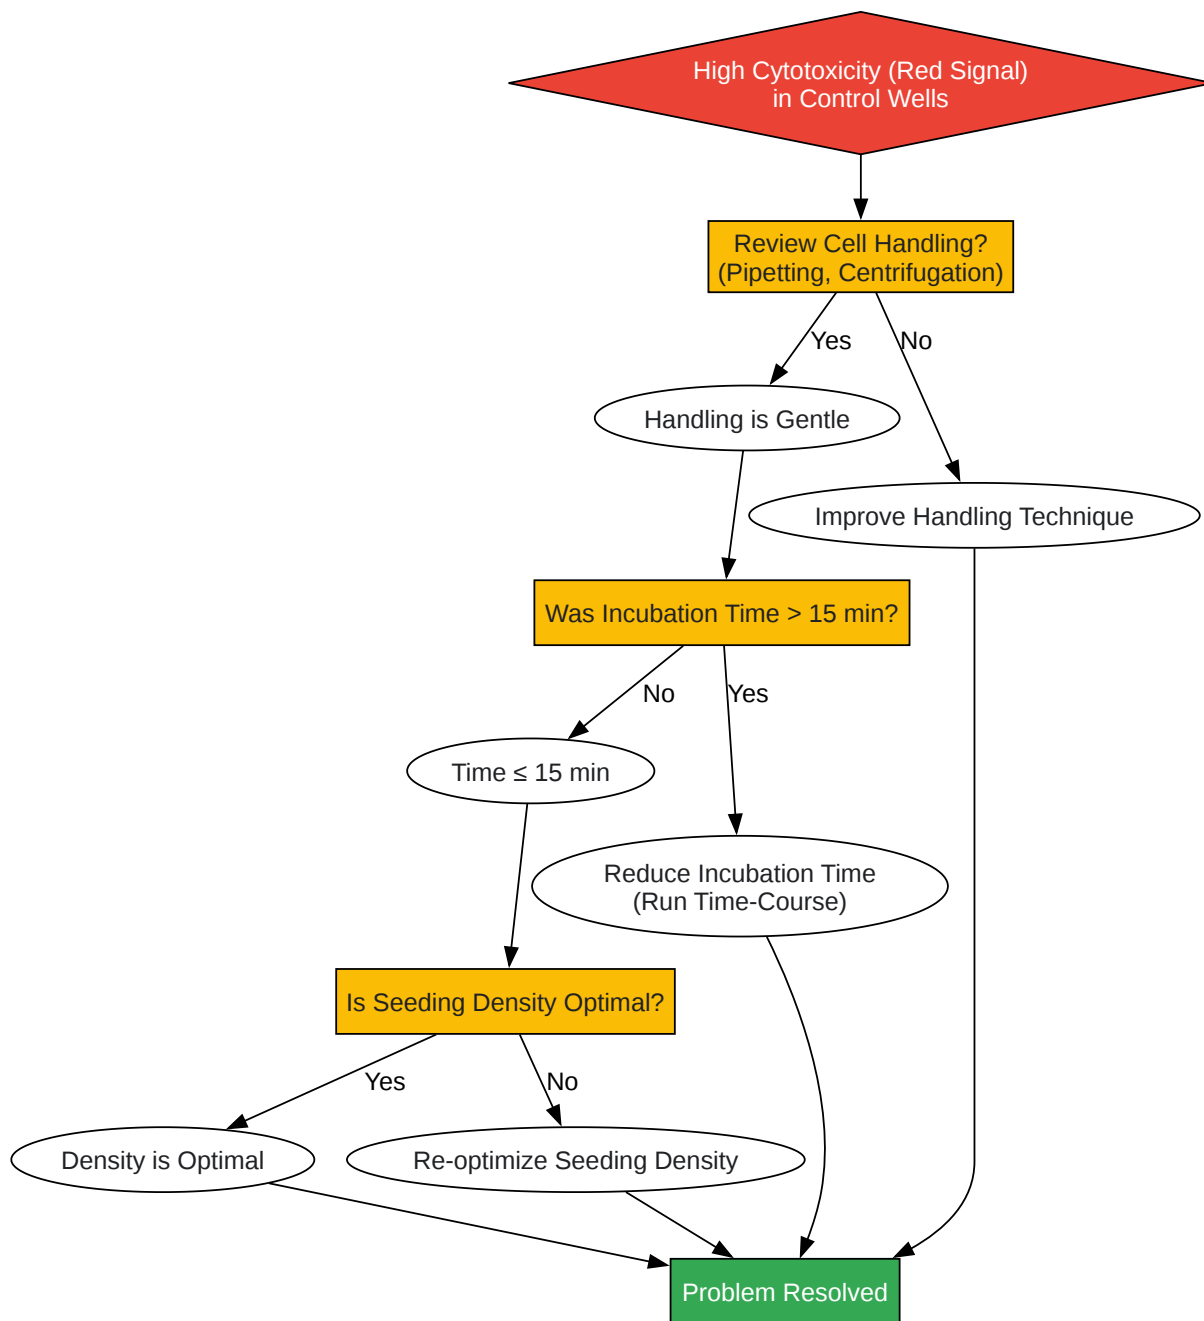 High Cytotoxicity (Red Signal)
in Control Wells
Review Cell Handling?
(Pipetting, Centrifugation)
Yes
No
Handling is Gentle
Improve Handling Technique
Was Incubation Time > 15 min?
No
Yes
Time ≤ 15 min
Reduce Incubation Time
(Run Time-Course)
Is Seeding Density Optimal?
Yes
No
Density is Optimal
Re-optimize Seeding Density
Problem Resolved